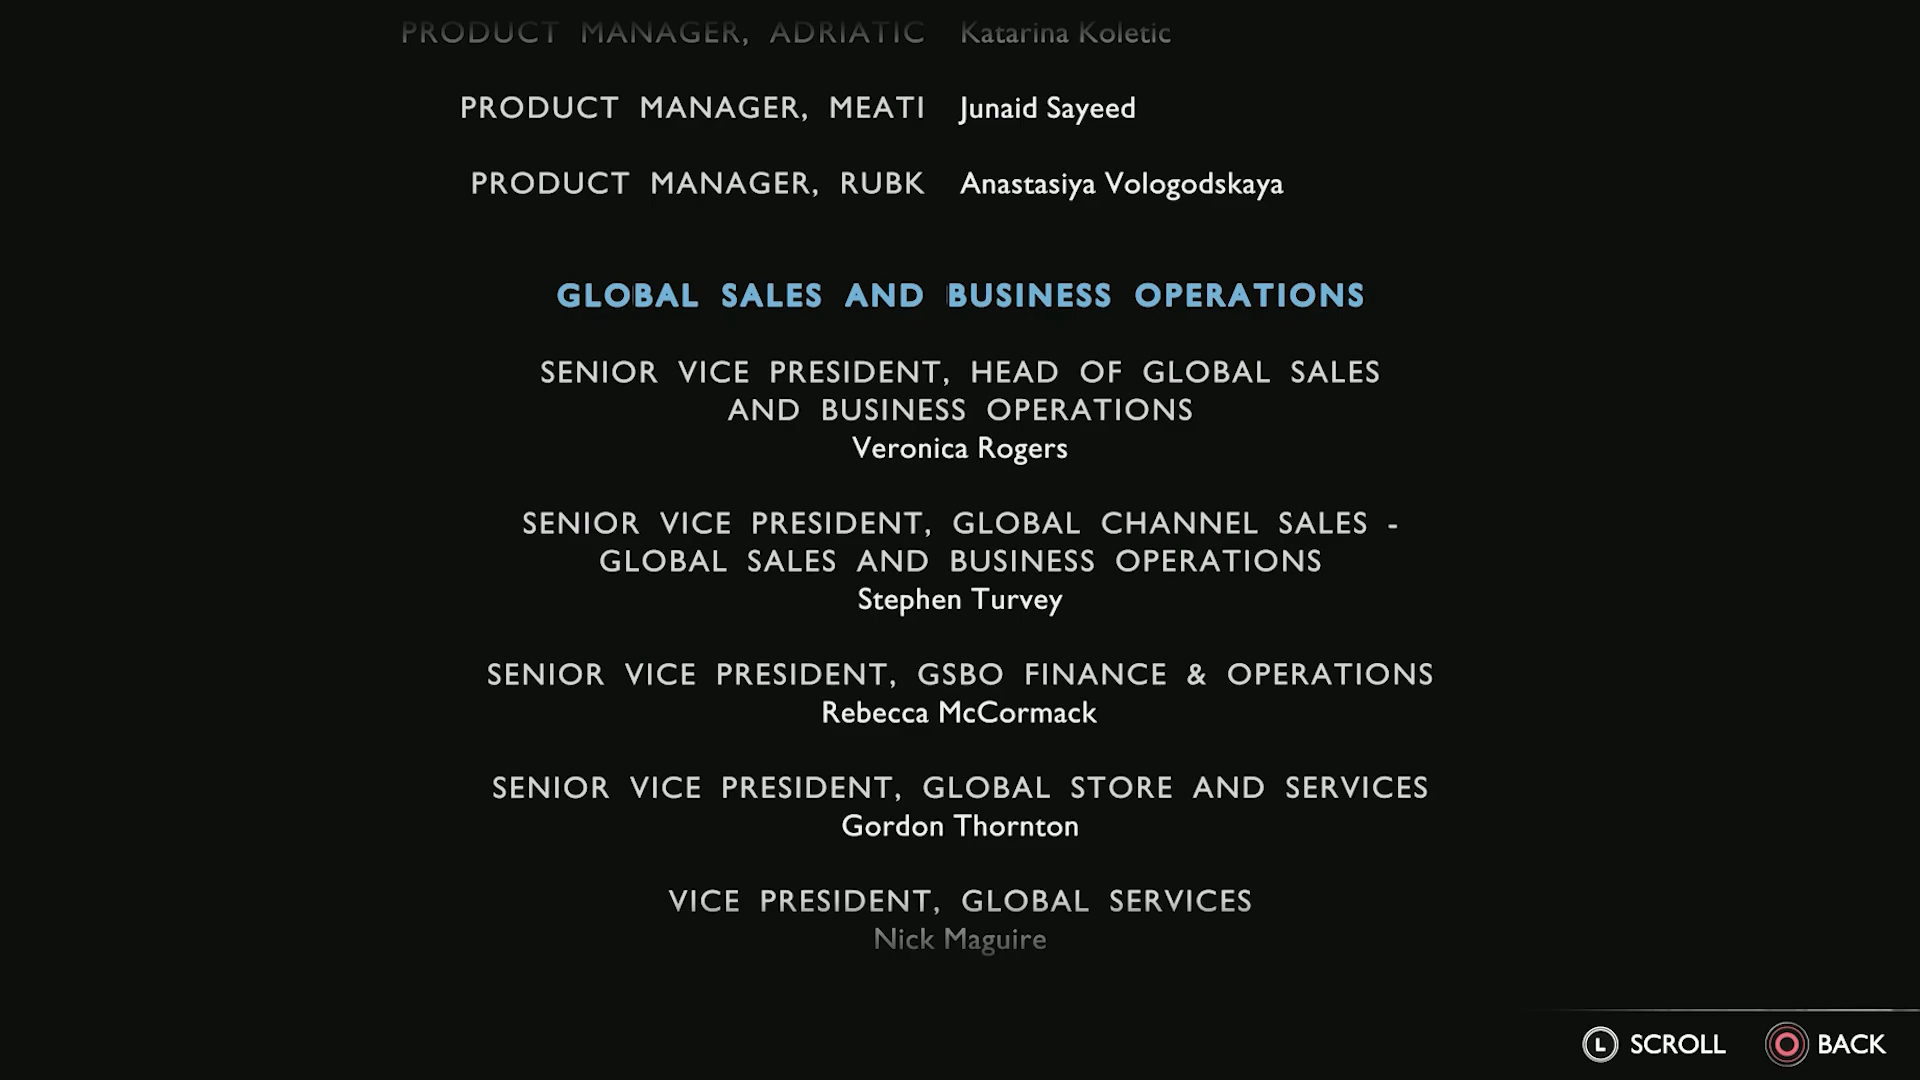 PRODUCT MANAGER, ADRIATIC Katarina Koletic
PRODUCT MANAGER, MEATI Junaid Sayeed
PRODUCT MANAGER, RUBK Anastasiya Vologodskaya
GLOBAL SALES AND BUSINESS OPERATIONS
SENIOR VICE PRESIDENT, HEAD OF GLOBAL SALES
AND BUSINESS OPERATIONS
Veronica Rogers
SENIOR VICE PRESIDENT, GLOBAL CHANNEL SALES -
GLOBAL SALES AND BUSINESS OPERATIONS
Stephen Turvey
SENIOR VICE PRESIDENT, GSBO FINANCE & OPERATIONS
Rebecca McCormack
SENIOR VICE PRESIDENT, GLOBAL STORE AND SERVICES
Gordon Thornton
VICE PRESIDENT, GLOBAL SERVICES
Nick Maguire
L SCROLL BACK